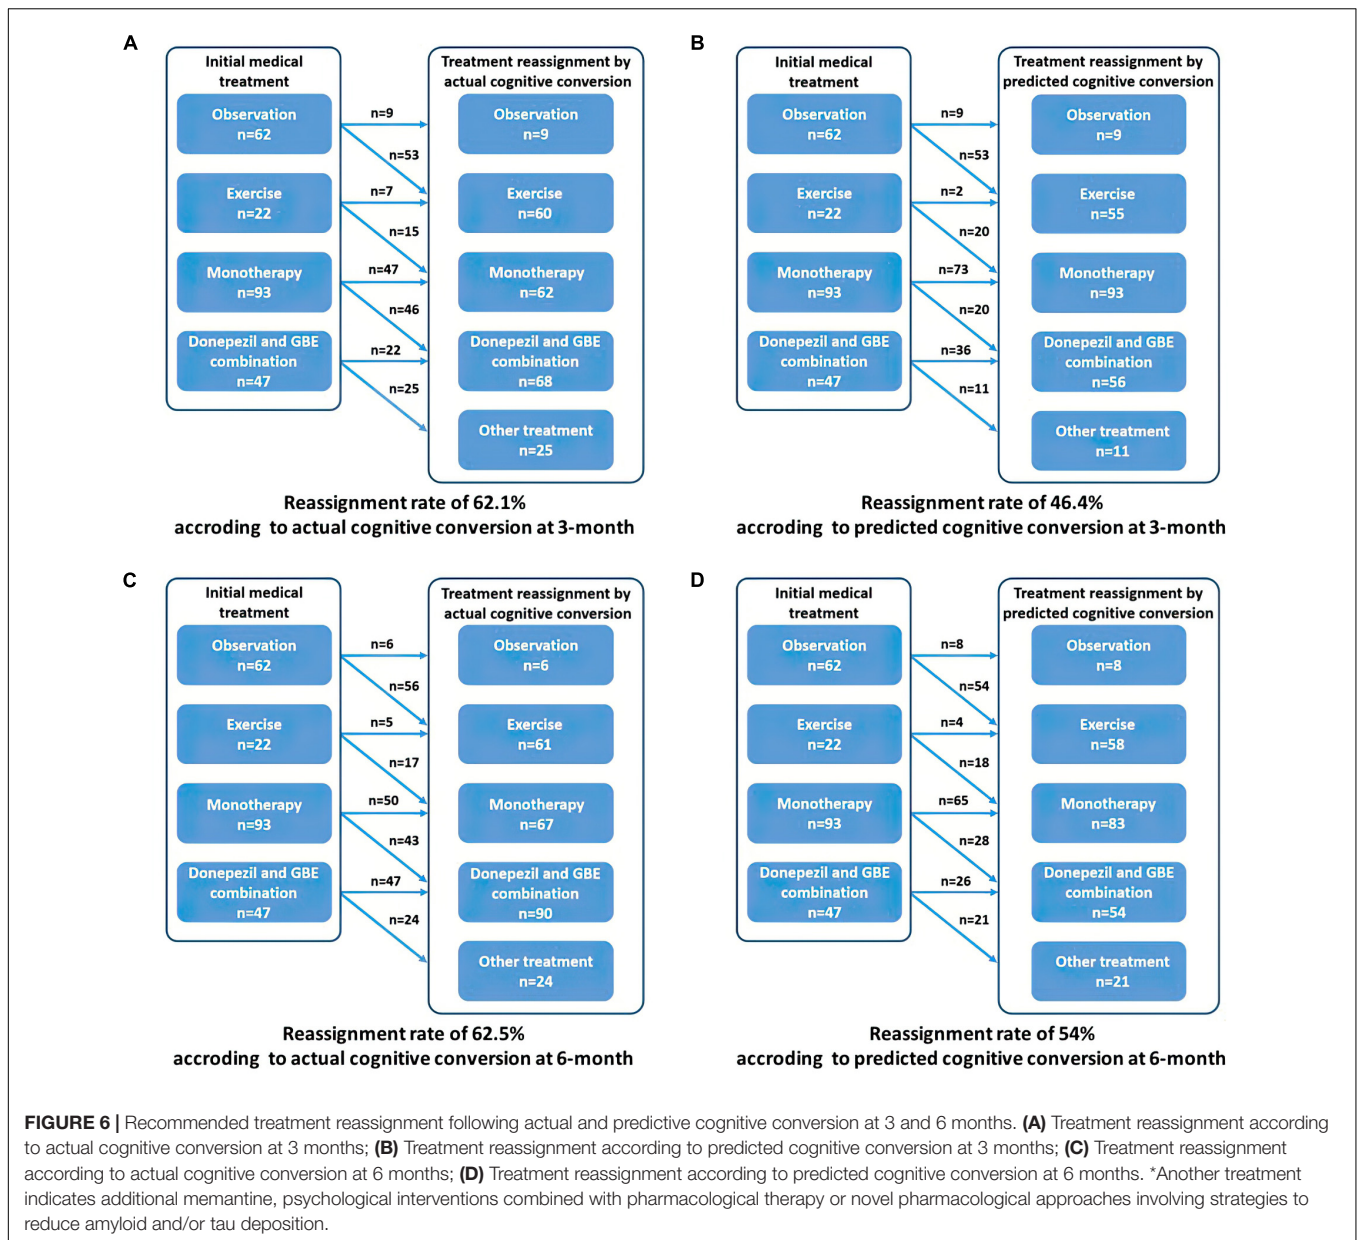 A
Initial medical
treatment
Treatment reassignment by
actual cognitive conversion
Observation
n=62
n=9
Observation
n=9
n=53
Exercise
n=22
n=7
Exercise
n=60
n=15
Monotherapy
n=93
n=47
Monotherapy
n=62
n=46
Donepezil and GBE
combination
n=47
n=22
Donepezil and GBE
combination
n=68
n=25
Other treatment
n=25
Reassignment rate of 62.1%
accroding to actual cognitive conversion at 3-month
B
Initial medical
treatment
Treatment reassignment by
predicted cognitive conversion
Observation
n=62
n=9
Observation
n=9
n=53
Exercise
n=22
n=2
Exercise
n=55
n=20
Monotherapy
n=93
n=73
Monotherapy
n=93
n=20
Donepezil and GBE
combination
n=47
n=36
Donepezil and GBE
combination
n=56
n=11
Other treatment
n=11
Reassignment rate of 46.4%
accroding to predicted cognitive conversion at 3-month
C
Initial medical
treatment
Treatment reassignment by
actual cognitive conversion
Observation
n=62
n=6
Observation
n=6
n=56
Exercise
n=22
n=5
Exercise
n=61
n=17
Monotherapy
n=93
n=50
Monotherapy
n=67
n=43
Donepezil and GBE
combination
n=47
n=47
Donepezil and GBE
combination
n=90
n=24
Other treatment
n=24
Reassignment rate of 62.5%
accroding to actual cognitive conversion at 6-month
D
Initial medical
treatment
Treatment reassignment by
predicted cognitive conversion
Observation
n=62
n=8
Observation
n=8
n=54
Exercise
n=22
n=4
Exercise
n=58
n=18
Monotherapy
n=93
n=65
Monotherapy
n=83
n=28
Donepezil and GBE
combination
n=47
n=26
Donepezil and GBE
combination
n=54
n=21
Other treatment
n=21
Reassignment rate of 54%
accroding to predicted cognitive conversion at 6-month
FIGURE 6 | Recommended treatment reassignment following actual and predictive cognitive conversion at 3 and 6 months. (A) Treatment reassignment according
to actual cognitive conversion at 3 months; (B) Treatment reassignment according to predicted cognitive conversion at 3 months; (C) Treatment reassignment
according to actual cognitive conversion at 6 months; (D) Treatment reassignment according to predicted cognitive conversion at 6 months. *Another treatment
indicates additional memantine, psychological interventions combined with pharmacological therapy or novel pharmacological approaches involving strategies to
reduce amyloid and/or tau deposition.